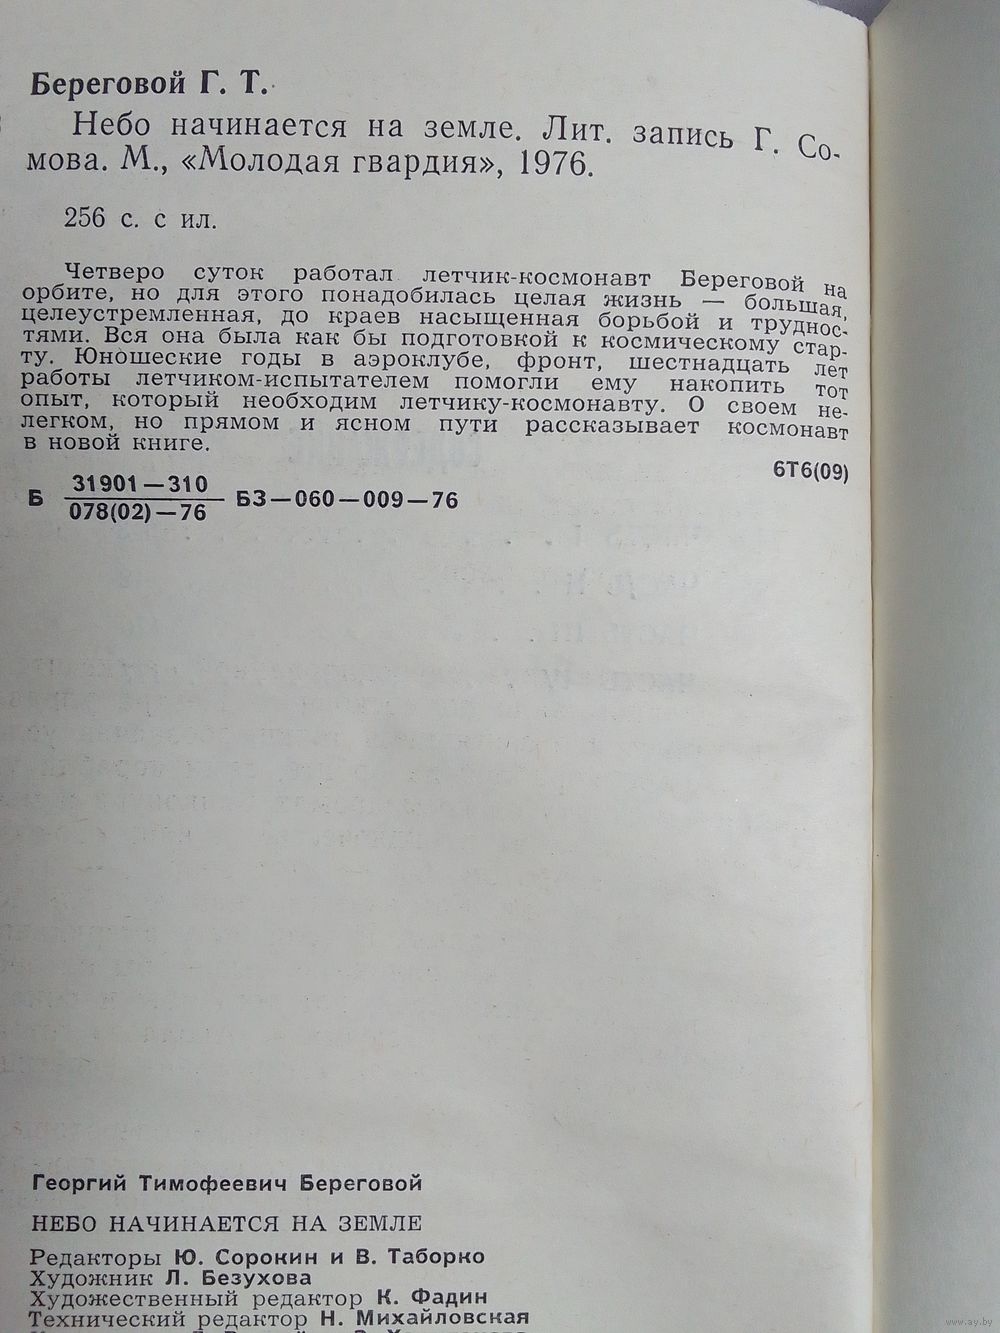 Береговой Г. Т.
Небо начинается на земле. Лит. запись Г. Со-
мова. М., «Молодая гвардия», 1976.
256 с. с ил.
Четверо суток работал летчик-космонавт Береговой на
орбите, но для этого понадобилась целая жизнь — большая,
целеустремленная, до краев насыщенная борьбой и труднос-
тями. Вся она была как бы подготовкой к космическому стар-
ту. Юношеские годы в аэроклубе, фронт, шестнадцать лет
работы летчиком-испытателем помогли ему накопить тот
опыт, который необходим летчику-космонавту. О своем не-
легком, но прямом и ясном пути рассказывает космонавт
в новой книге.
6Т6(09)
Б 31901—310
078(02)—76 БЗ—060—009—76
Георгий Тимофеевич Береговой
НЕБО НАЧИНАЕТСЯ НА ЗЕМЛЕ
Редакторы Ю. Сорокин и В. Таборко
Художник Л. Безухова
Художественный редактор К. Фадин
Технический редактор Н. Михайловская
www.ay.by